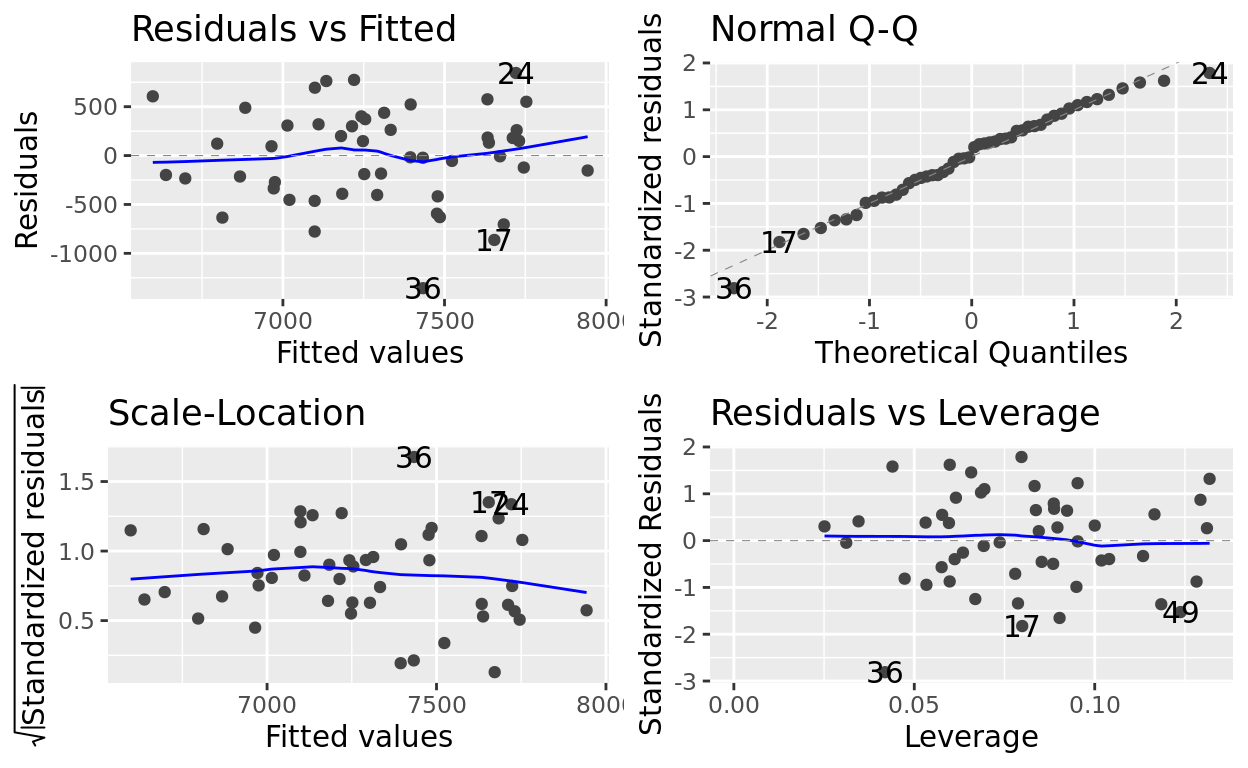 Residuals vs Fitted
Residuals
500
0
-500
-1000
24
17
36
7000 7500 800
Fitted values
Normal Q-Q
Standardized residuals
2
1
0
-1
-2
-3
24
17
36
-2 -1 0 1 2
Theoretical Quantiles
Scale-Location
√|Standardized residuals|
1.5
1.0
0.5
36
17
24
7000 7500 800
Fitted values
Residuals vs Leverage
Standardized Residuals
2
1
0
-1
-2
-3
17
49
36
0.00 0.05 0.10
Leverage